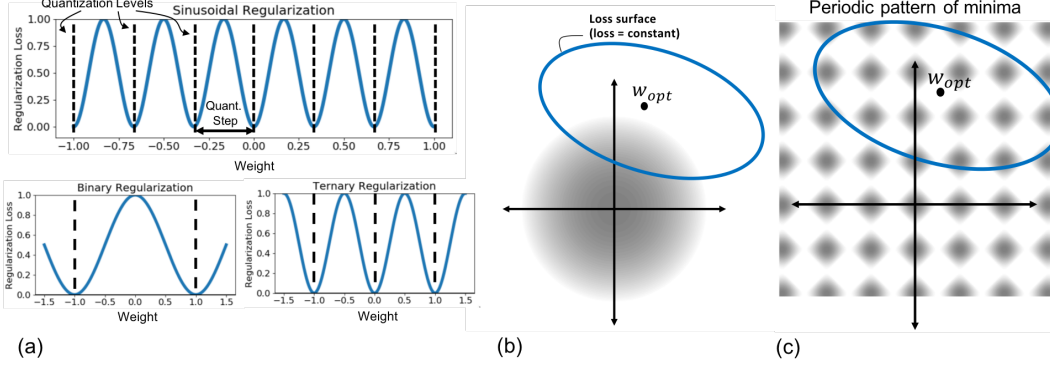 Quantization Levels
Sinusoidal Regularization
Regularization Loss
1.00
0.75
0.50
0.25
0.00
Quant.
Step
−1.00
−0.75
−0.50
−0.25
0.00
0.25
0.50
0.75
1.00
Weight
Binary Regularization
Regularization Loss
1.0
0.8
0.6
0.4
0.2
0.0
−1.5
−1.0
−0.5
0.0
0.5
1.0
1.5
Weight
Ternary Regularization
Regularization Loss
1.0
0.8
0.6
0.4
0.2
0.0
−1.5
−1.0
−0.5
0.0
0.5
1.0
1.5
Weight
(a)
Loss surface
(loss = constant)
w_opt
(b)
Periodic pattern of minima
w_opt
(c)